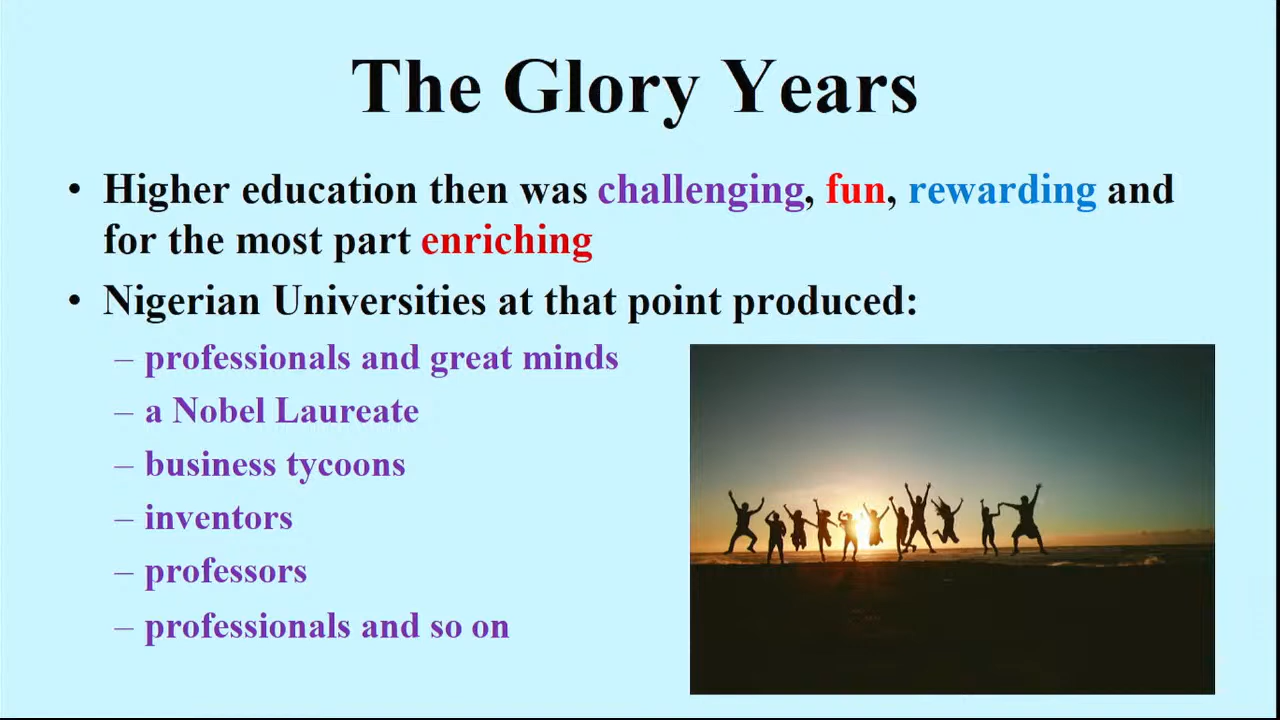 The Glory Years
• Higher education then was challenging, fun, rewarding and
for the most part enriching
• Nigerian Universities at that point produced:
– professionals and great minds
– a Nobel Laureate
– business tycoons
– inventors
– professors
– professionals and so on